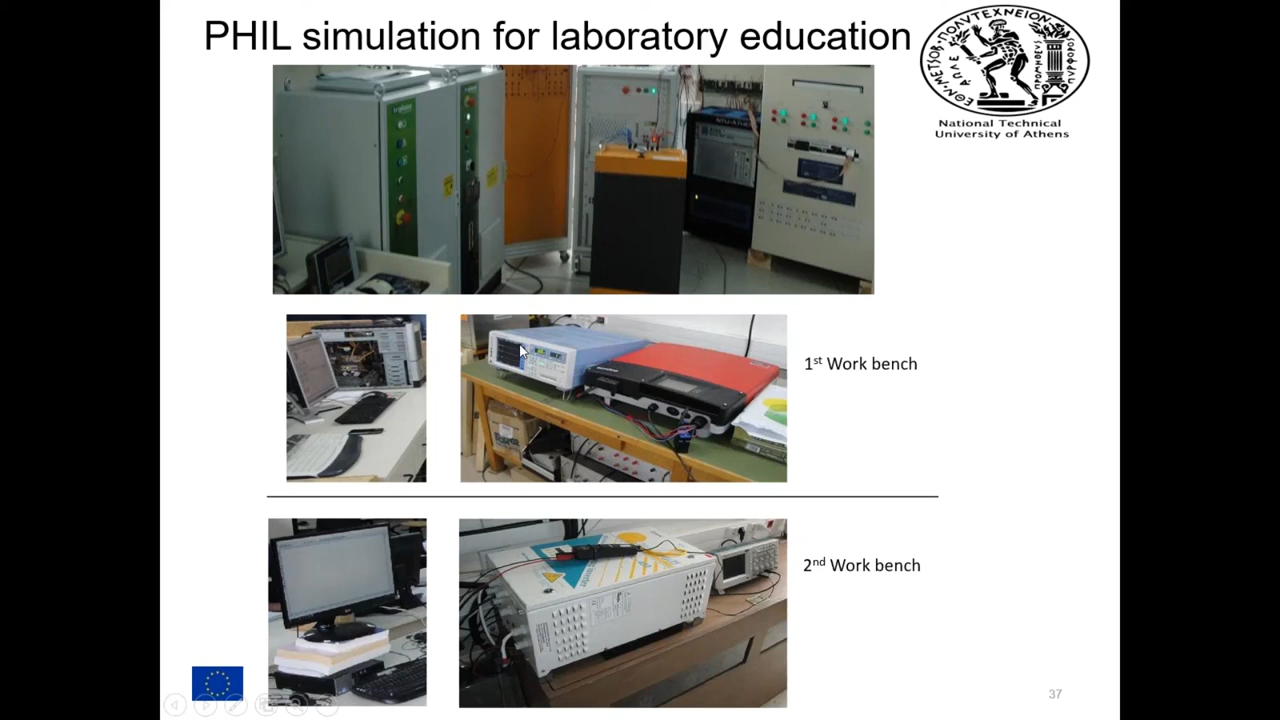 PHIL simulation for laboratory education
National Technical
University of Athens
1st Work bench
2nd Work bench
37